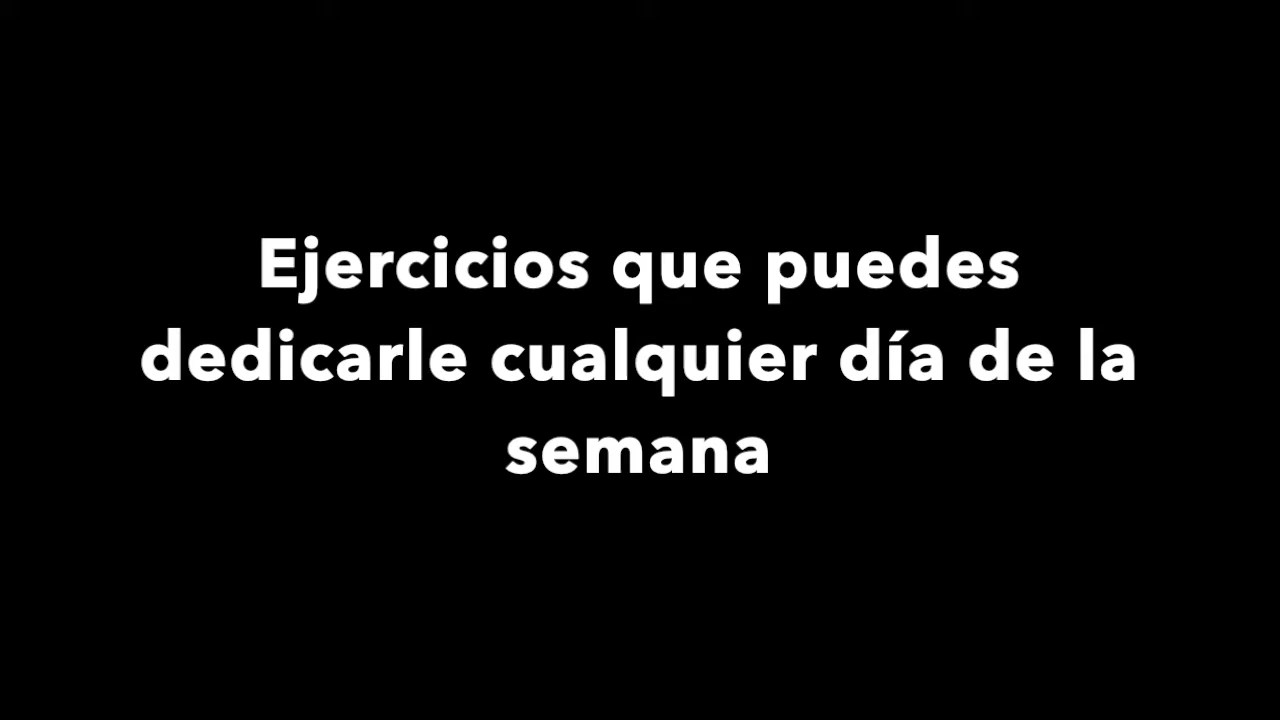 Ejercicios que puedes
dedicarle cualquier día de la
semana